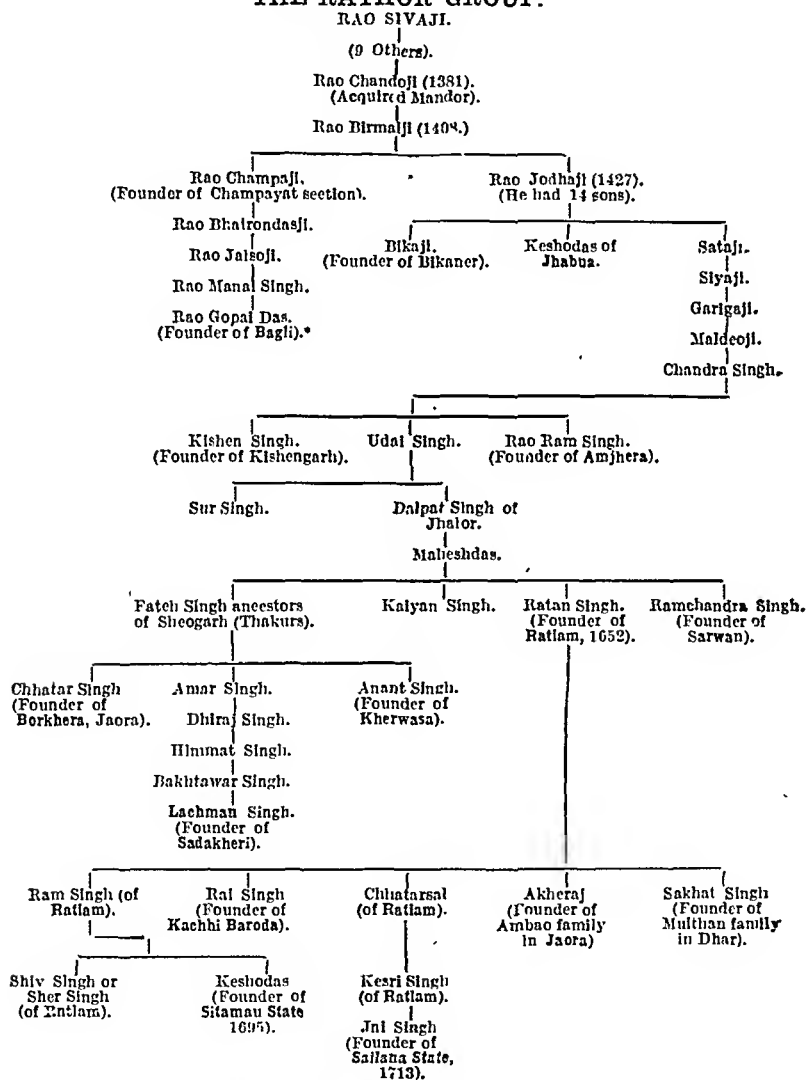 THE RATHOR GROUP.
RAO SIVAJI.
(9 Others).
Rao Chandoji (1381).
(Acquired Mandor).
Rao Birmalji (1408.)
Rao Champaji.
(Founder of Champayat section).
Rao Jodhaji (1427).
(He had 14 sons).
Rao Bhairondasji.
Rao Jaisoji.
Rao Manal Singh.
Rao Gopal Das.
(Founder of Bagli).*
Bikaji.
(Founder of Bikaner).
Keshodas of
Jhabua.
Sataji.
Siyaji.
Garigaji.
Maldeoji.
Chandra Singh.
Kishen Singh.
(Founder of Kishengarh).
Udai Singh.
Rao Ram Singh.
(Founder of Amjhera).
Sur Singh.
Dalpat Singh of
Jhalor.
Maheshdas.
Fateh Singh ancestors
of Sheogarh (Thakurs).
Kalyan Singh.
Ratan Singh.
(Founder of
Ratlam, 1652).
Ramchandra Singh.
(Founder of
Sarwan).
Chhatar Singh
(Founder of
Borkhera, Jaora).
Amar Singh.
Dhiraj Singh.
Himmat Singh.
Bakhtawar Singh.
Lachman Singh.
(Founder of
Sadakheri).
Anant Singh.
(Founder of
Kherwasa).
Ram Singh (of
Ratlam).
Rai Singh
(Founder of
Kachhi Baroda).
Chhatarsal
(of Ratlam).
Akheraj
(Founder of
Ambao family
in Jaora)
Sakhat Singh
(Founder of
Multhan family
in Dhar).
Shiv Singh or
Sher Singh
(of Ratlam).
Keshodas
(Founder of
Sitamau State
1695).
Kesri Singh
(of Ratlam).
Jai Singh
(Founder of
Sailana State,
1713).